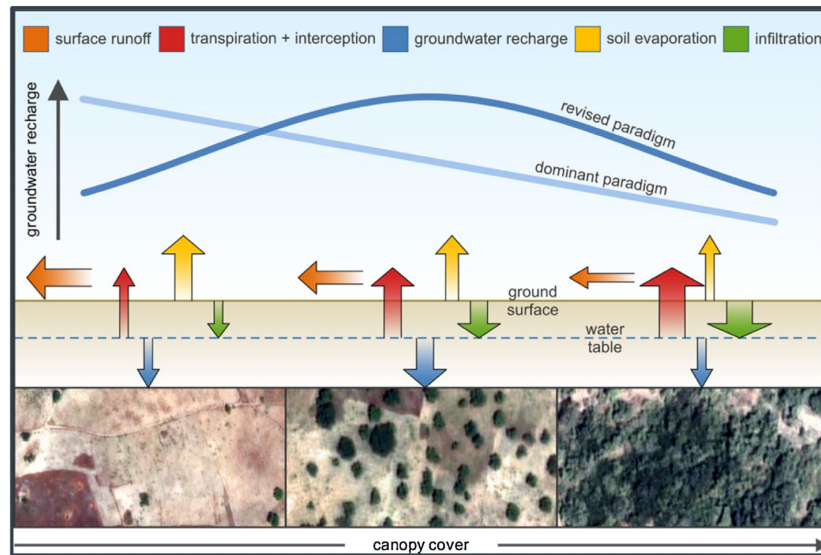 surface runoff transpiration + interception groundwater recharge soil evaporation infiltration
groundwater recharge
revised paradigm
dominant paradigm
ground
surface
water
table
canopy cover